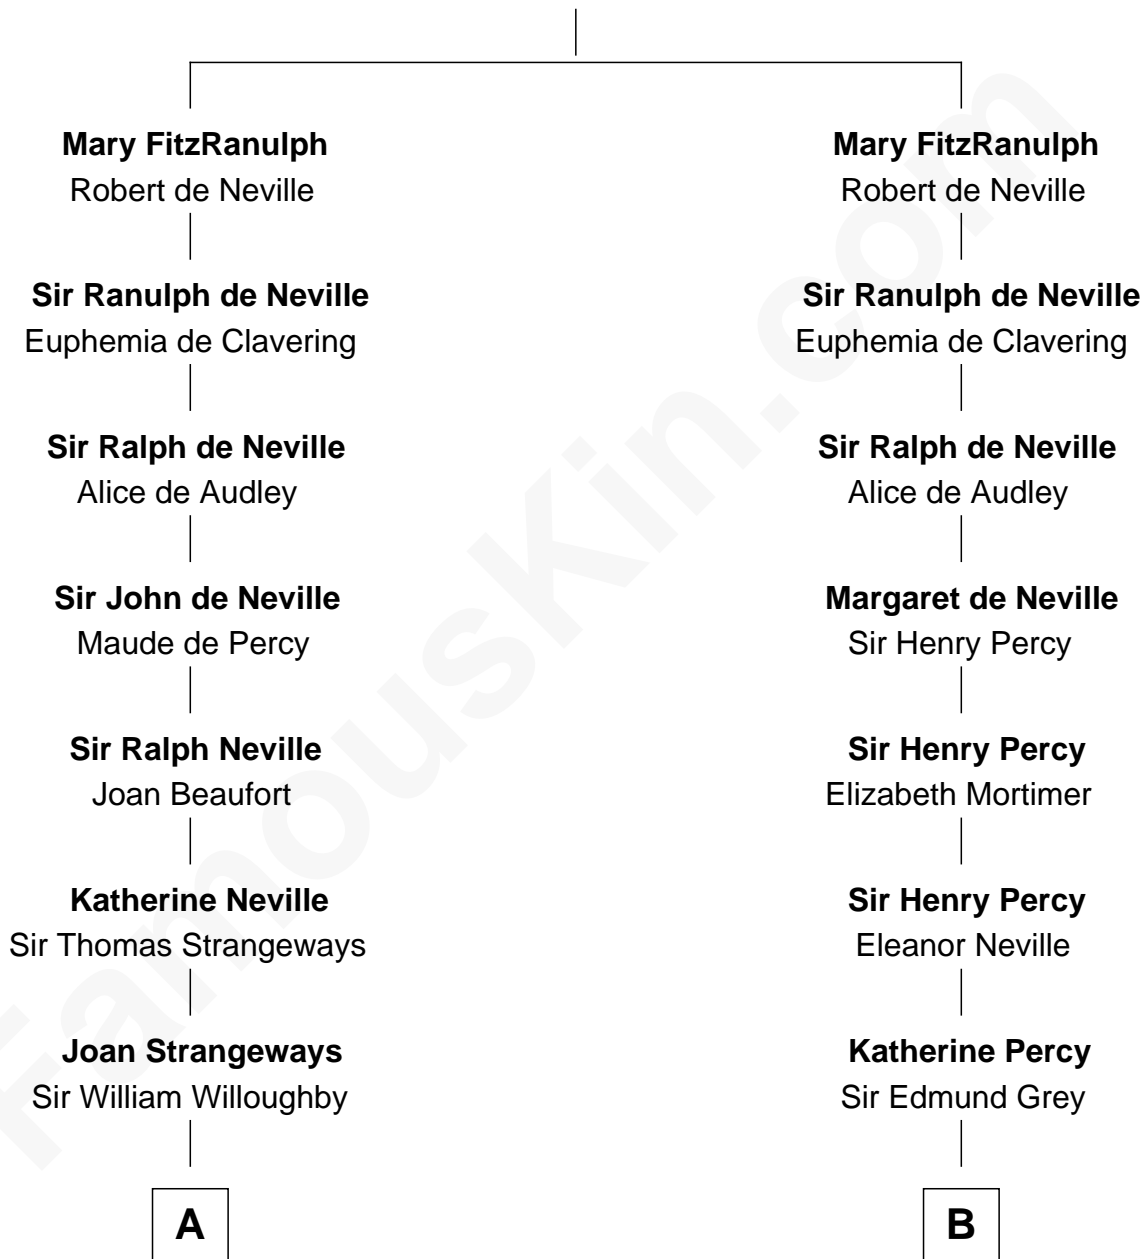 Mary FitzRanulph
Robert de Neville
Sir Ranulph de Neville
Euphemia de Clavering
Sir Ralph de Neville
Alice de Audley
Sir John de Neville
Maude de Percy
Sir Ralph Neville
Joan Beaufort
Katherine Neville
Sir Thomas Strangeways
Joan Strangeways
Sir William Willoughby
A
Mary FitzRanulph
Robert de Neville
Sir Ranulph de Neville
Euphemia de Clavering
Sir Ralph de Neville
Alice de Audley
Margaret de Neville
Sir Henry Percy
Sir Henry Percy
Elizabeth Mortimer
Sir Henry Percy
Eleanor Neville
Katherine Percy
Sir Edmund Grey
B
FamousKin.com